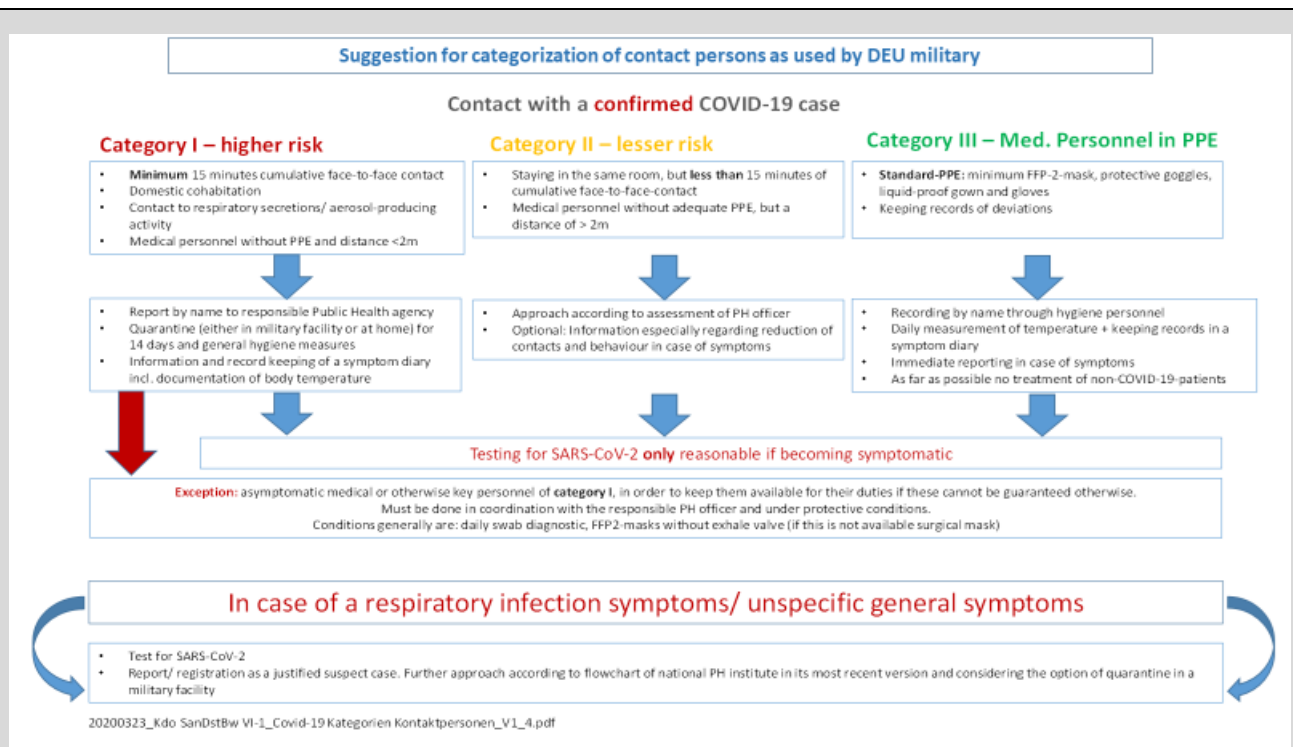 Suggestion for categorization of contact persons as used by DEU military
Contact with a confirmed COVID-19 case
Category I – higher risk
• Minimum 15 minutes cumulative face-to-face contact
• Domestic cohabitation
• Contact to respiratory secretions/ aerosol-producing
activity
• Medical personnel without PPE and distance <2m
Category II – lesser risk
• Staying in the same room, but less than 15 minutes of
cumulative face-to-face-contact
• Medical personnel without adequate PPE, but a
distance of > 2m
Category III – Med. Personnel in PPE
• Standard-PPE: minimum FFP-2-mask, protective goggles,
liquid-proof gown and gloves
• Keeping records of deviations
• Report by name to responsible Public Health agency
• Quarantine (either in military facility or at home) for
14 days and general hygiene measures
• Information and record keeping of a symptom diary
incl. documentation of body temperature
• Approach according to assessment of PH officer
• Optional: Information especially regarding reduction of
contacts and behaviour in case of symptoms
• Recording by name through hygiene personnel
• Daily measurement of temperature + keeping records in a
symptom diary
• Immediate reporting in case of symptoms
• As far as possible no treatment of non-COVID-19-patients
Testing for SARS-CoV-2 only reasonable if becoming symptomatic
Exception: asymptomatic medical or otherwise key personnel of category I, in order to keep them available for their duties if these cannot be guaranteed otherwise.
Must be done in coordination with the responsible PH officer and under protective conditions.
Conditions generally are: daily swab diagnostic, FFP2-masks without exhale valve (if this is not available surgical mask)
In case of a respiratory infection symptoms/ unspecific general symptoms
• Test for SARS-CoV-2
• Report/ registration as a justified suspect case. Further approach according to flowchart of national PH institute in its most recent version and considering the option of quarantine in a
military facility
20200323_Kdo SanDstBw VI-1_Covid-19 Kategorien Kontaktpersonen_V1_4.pdf